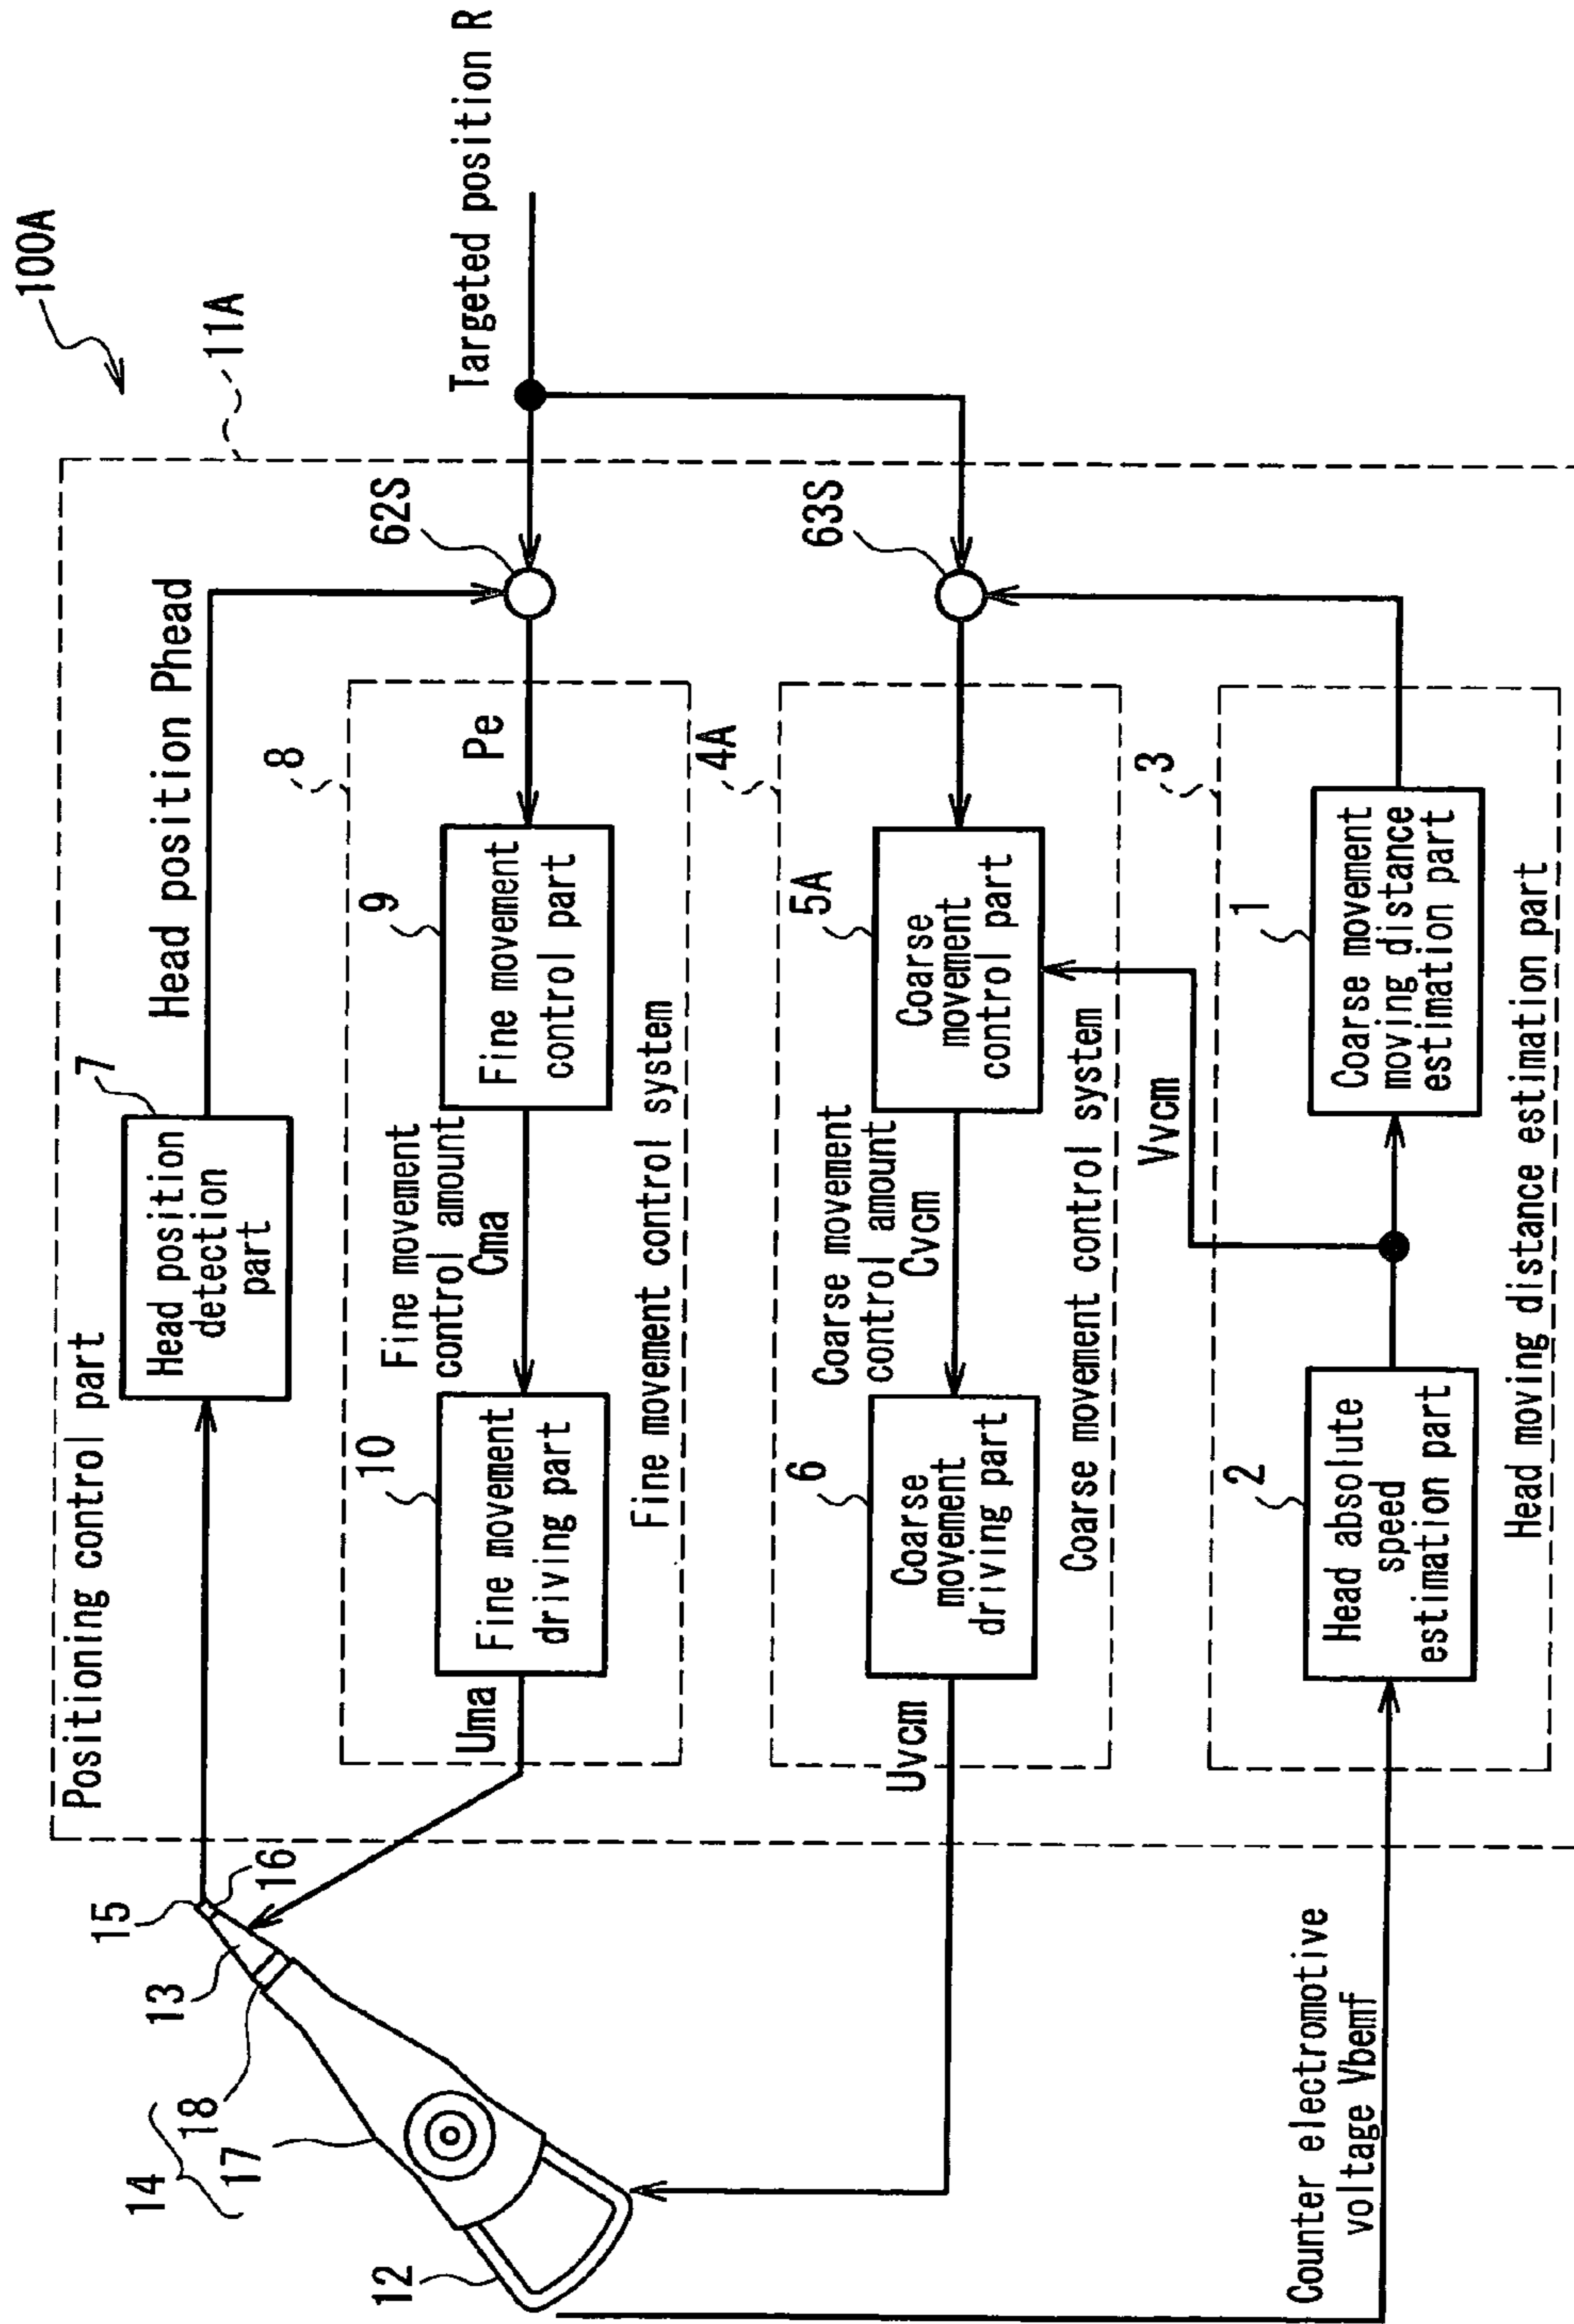 100A
11A
Positioning control part
7
Head position
detection
part
Head position Phead
62S
Targeted position R
8
Pe
9
Fine movement
control part
Fine movement
control amount
Cma
10
Fine movement
driving part
Uma
Fine movement control system
4A
63S
5A
Coarse
movement
control part
Coarse movement
control amount
Cvcm
6
Coarse
movement
driving part
Uvcm
Coarse movement control system
Vvcm
3
1
Coarse movement
moving distance
estimation part
2
Head absolute
speed
estimation part
Head moving distance estimation part
Counter electromotive
voltage Vbemf
15
16
13
14
18
17
12